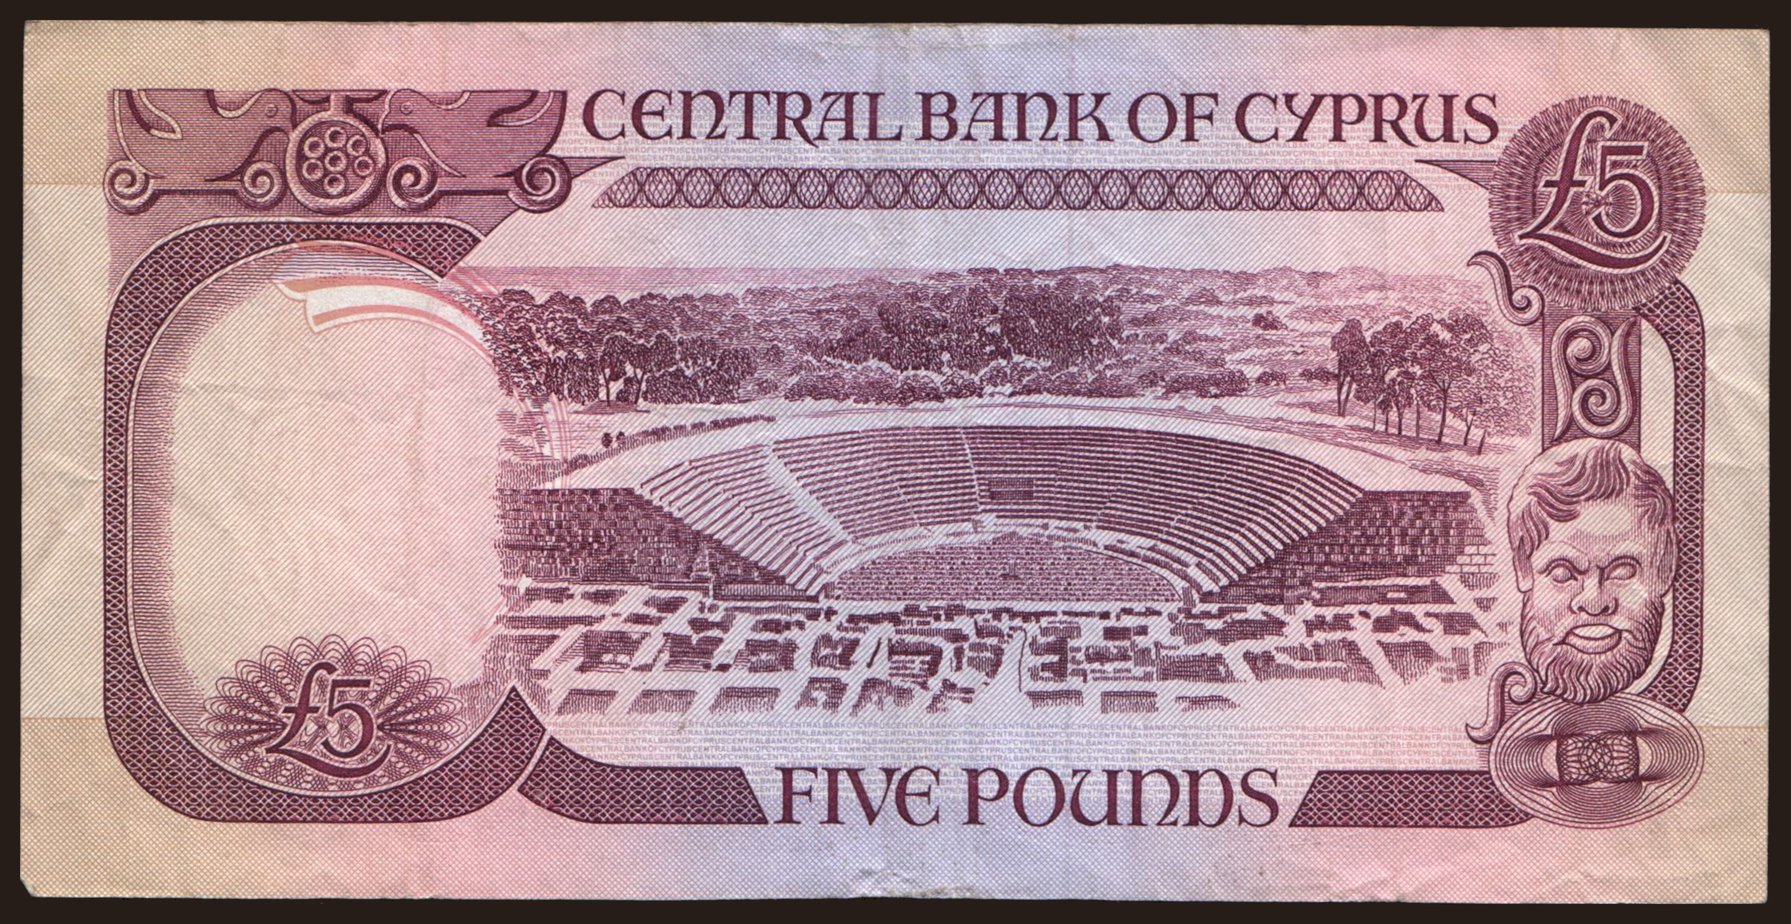 CENTRAL BANK OF CYPRUS
£5
£5
FIVE POUNDS